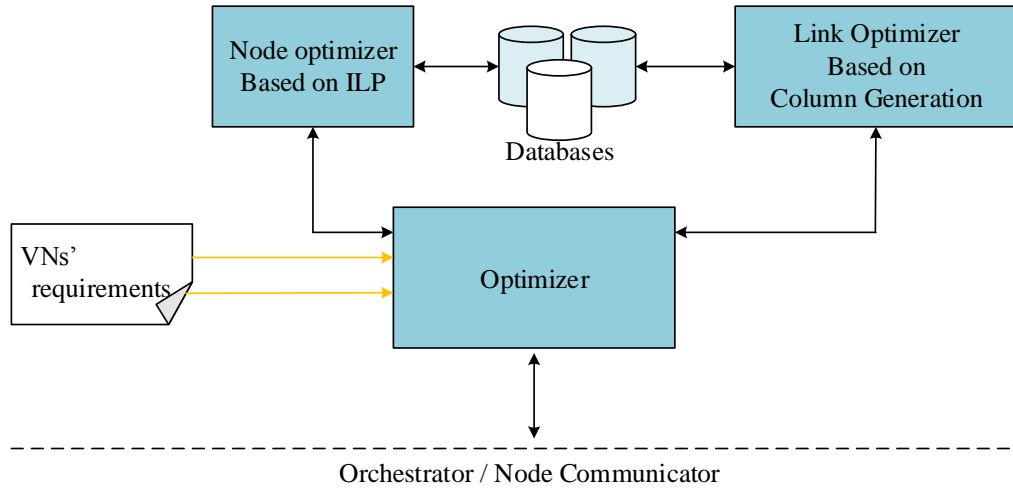 Node optimizer
Based on ILP
Link Optimizer
Based on
Column Generation
Databases
VNs’
requirements
Optimizer
Orchestrator / Node Communicator